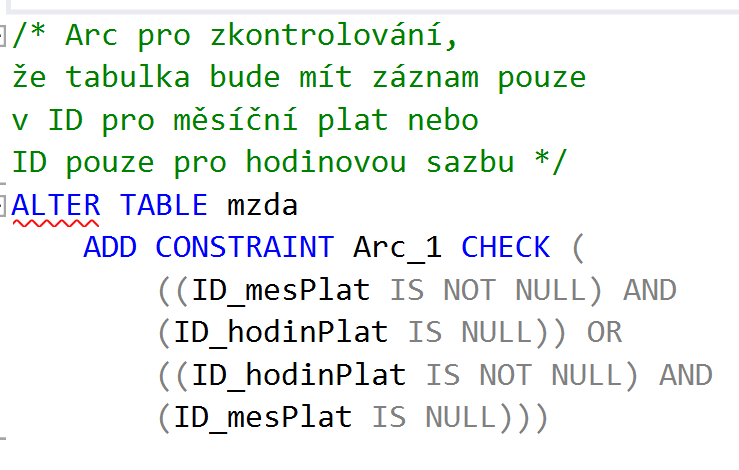 /* Arc pro zkontrolování,
že tabulka bude mít záznam pouze
v ID pro měsíční plat nebo
ID pouze pro hodinovou sazbu */
ALTER TABLE mzda
ADD CONSTRAINT Arc_1 CHECK (
((ID_mesPlat IS NOT NULL) AND
(ID_hodinPlat IS NULL)) OR
((ID_hodinPlat IS NOT NULL) AND
(ID_mesPlat IS NULL)))